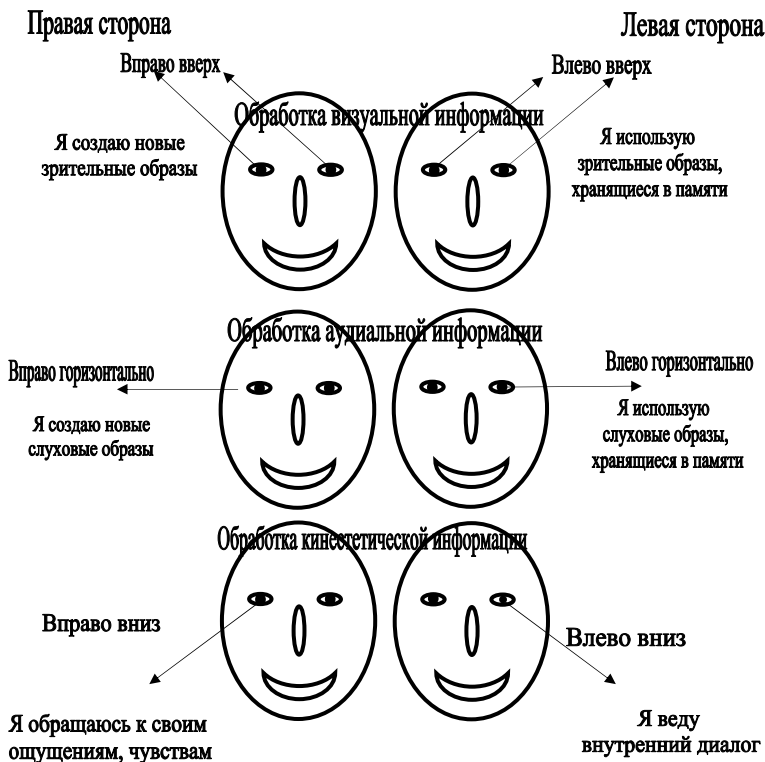 Правая сторона
Левая сторона
Вправо вверх
Влево вверх
Обработка визуальной информации
Я создаю новые
зрительные образы
Я использую
зрительные образы,
хранящиеся в памяти
Обработка аудиальной информации
Вправо горизонтально
Влево горизонтально
Я создаю новые
слуховые образы
Я использую
слуховые образы,
хранящиеся в памяти
Обработка кинестетической информации
Вправо вниз
Влево вниз
Я обращаюсь к своим
ощущениям, чувствам
Я веду
внутренний диалог